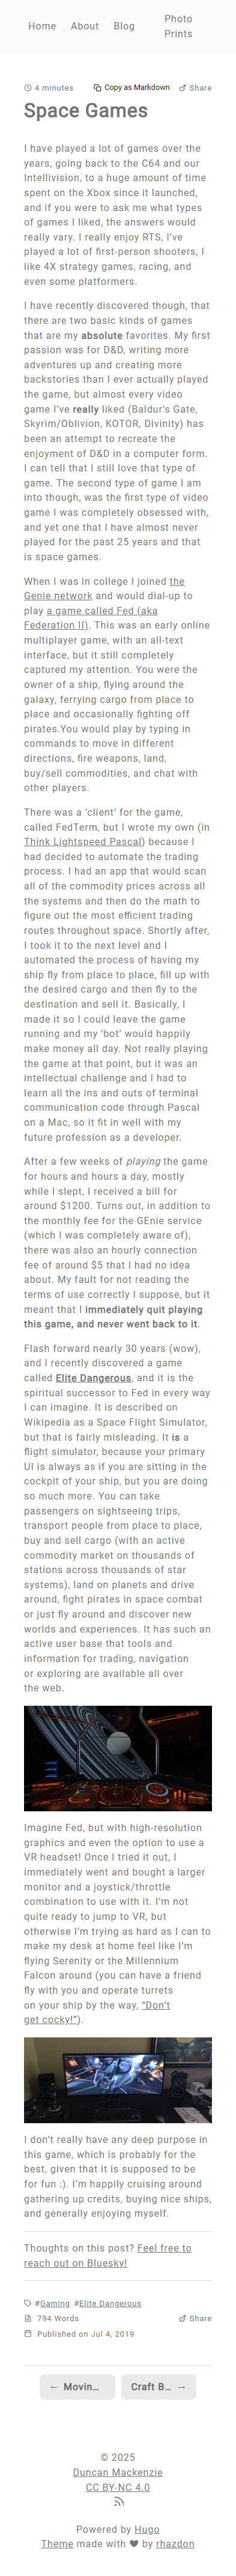 Home About Blog Photo
Prints
4 minutes Copy as Markdown Share
Space Games
I have played a lot of games over the
years, going back to the C64 and our
Intellivision, to a huge amount of time
spent on the Xbox since it launched,
and if you were to ask me what types
of games I liked, the answers would
really vary. I really enjoy RTS, I've
played a lot of first-person shooters, I
like 4X strategy games, racing, and
even some platformers.
I have recently discovered though, that
there are two basic kinds of games
that are my absolute favorites. My first
passion was for D&D, writing more
adventures up and creating more
backstories than I ever actually played
the game, but almost every video
game I've really liked (Baldur's Gate,
Skyrim/Oblivion, KOTOR, Divinity) has
been an attempt to recreate the
enjoyment of D&D in a computer form.
I can tell that I still love that type of
game. The second type of game I am
into though, was the first type of video
game I was completely obsessed with,
and yet one that I have almost never
played for the past 25 years and that
is space games.
When I was in college I joined the
Genie network and would dial-up to
play a game called Fed (aka
Federation II). This was an early online
multiplayer game, with an all-text
interface, but it still completely
captured my attention. You were the
owner of a ship, flying around the
galaxy, ferrying cargo from place to
place and occasionally fighting off
pirates.You would play by typing in
commands to move in different
directions, fire weapons, land,
buy/sell commodities, and chat with
other players.
There was a 'client' for the game,
called FedTerm, but I wrote my own (in
Think Lightspeed Pascal) because I
had decided to automate the trading
process. I had an app that would scan
all of the commodity prices across all
the systems and then do the math to
figure out the most efficient trading
routes throughout space. Shortly after,
I took it to the next level and I
automated the process of having my
ship fly from place to place, fill up with
the desired cargo and then fly to the
destination and sell it. Basically, I
made it so I could leave the game
running and my 'bot' would happily
make money all day. Not really playing
the game at that point, but it was an
intellectual challenge and I had to
learn all the ins and outs of terminal
communication code through Pascal
on a Mac, so it fit in well with my
future profession as a developer.
After a few weeks of playing the game
for hours and hours a day, mostly
while I slept, I received a bill for
around $1200. Turns out, in addition to
the monthly fee for the GEnie service
(which I was completely aware of),
there was also an hourly connection
fee of around $5 that I had no idea
about. My fault for not reading the
terms of use correctly I suppose, but it
meant that I immediately quit playing
this game, and never went back to it.
Flash forward nearly 30 years (wow),
and I recently discovered a game
called Elite Dangerous, and it is the
spiritual successor to Fed in every way
I can imagine. It is described on
Wikipedia as a Space Flight Simulator,
but that is fairly misleading. It is a
flight simulator, because your primary
UI is always as if you are sitting in the
cockpit of your ship, but you are doing
so much more. You can take
passengers on sightseeing trips,
transport people from place to place,
buy and sell cargo (with an active
commodity market on thousands of
stations across thousands of star
systems), land on planets and drive
around, fight pirates in space combat
or just fly around and discover new
worlds and experiences. It has such an
active user base that tools and
information for trading, navigation
or exploring are available all over
the web.
Imagine Fed, but with high-resolution
graphics and even the option to use a
VR headset! Once I tried it out, I
immediately went and bought a larger
monitor and a joystick/throttle
combination to use with it. I'm not
quite ready to jump to VR, but
otherwise I'm trying as hard as I can to
make my desk at home feel like I'm
flying Serenity or the Millennium
Falcon around (you can have a friend
fly with you and operate turrets
on your ship by the way, "Don't
get cocky!").
I don't really have any deep purpose in
this game, which is probably for the
best, given that it is supposed to be
for fun :). I'm happily cruising around
gathering up credits, buying nice ships,
and generally enjoying myself.
Thoughts on this post? Feel free to
reach out on Bluesky!
#Gaming #Elite Dangerous
794 Words Share
Published on Jul 4, 2019
← Movin… Craft B… →
© 2025
Duncan Mackenzie
CC BY-NC 4.0
Powered by Hugo
Theme made with ❤ by rhazdon